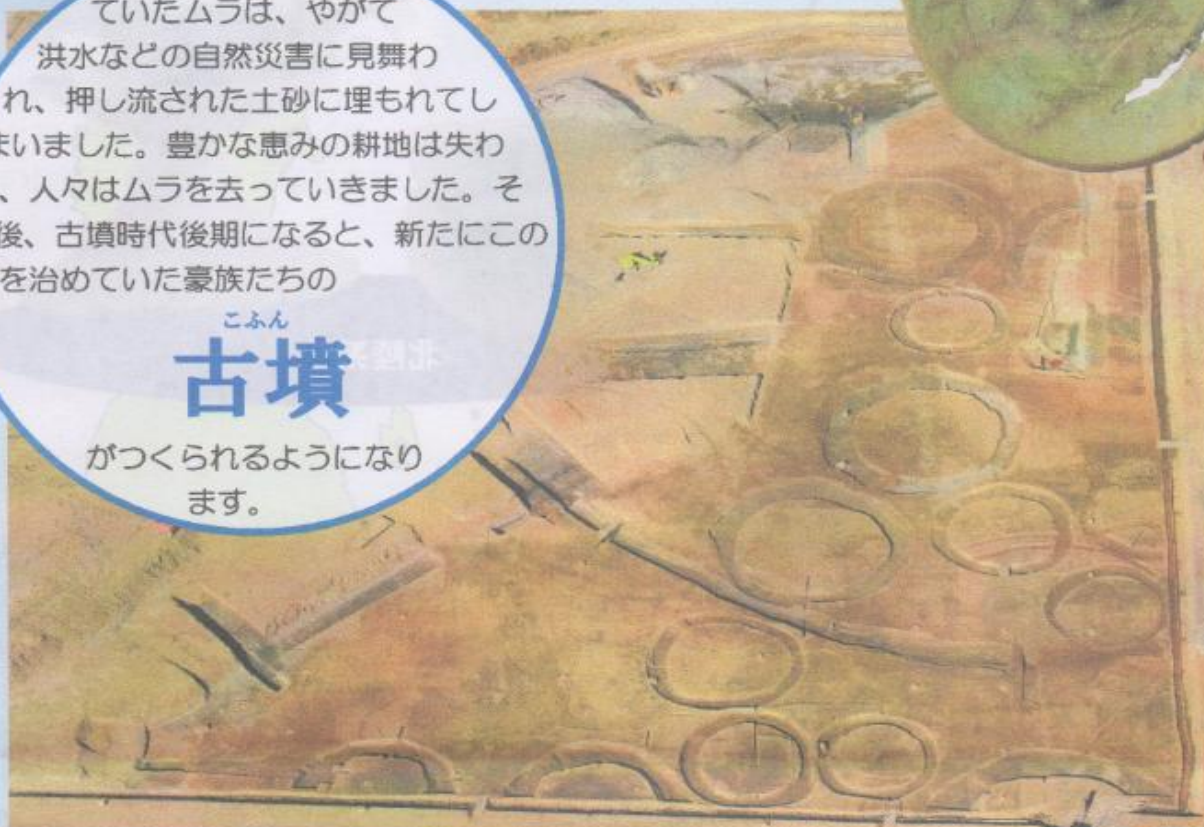 ていたムラは、やがて
洪水などの自然災害に見舞わ
れ、押し流された土砂に埋もれてし
まいました。豊かな恵みの耕地は失わ
、人々はムラを去っていきました。そ
後、古墳時代後期になると、新たにこの
を治めていた豪族たちの
こふん
古墳
がつくられるようになり
ます。